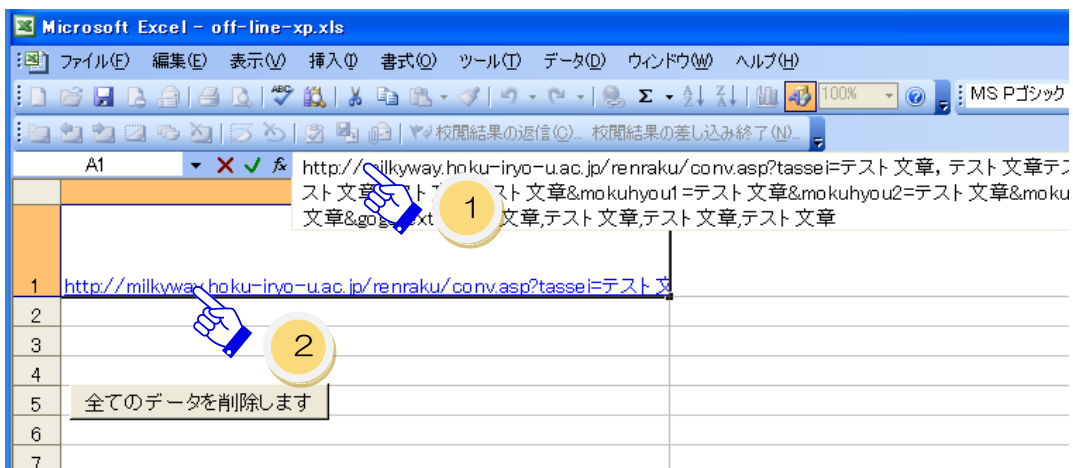 Microsoft Excel - off-line-xp.xls
ファイル(F) 編集(E) 表示(V) 挿入(I) 書式(O) ツール(T) データ(D) ウィンドウ(W) ヘルプ(H)
ABC Σ 100% MS Pゴシック
校閲結果の返信(C)... 校閲結果の差し込み終了(N)...
A1 fx http://milkyway.hoku-iryo-u.ac.jp/renraku/conv.asp?tassei=テスト文章, テスト文章テス
スト文章 スト文章&mokuhyou1=テスト文章&mokuhyou2=テスト文章&moku
文章& 文章,テスト文章,テスト文章,テスト文章
1
1 http://milkyway.hoku-iryo-u.ac.jp/renraku/conv.asp?tassei=テスト文
2
2
3
4
5 全てのデータを削除します
6
7